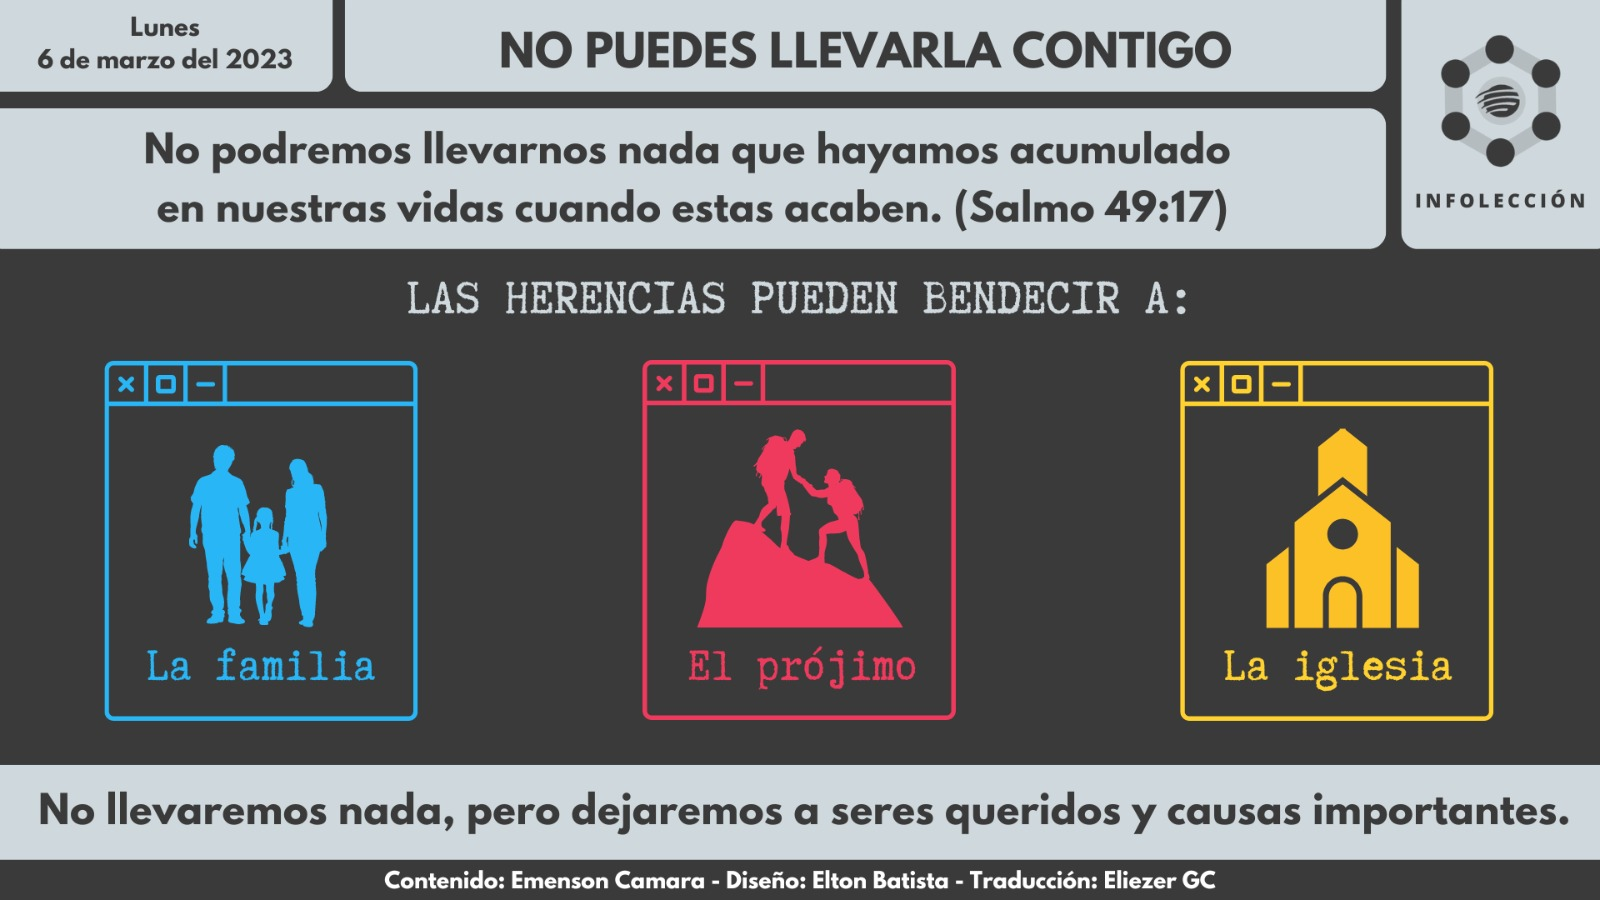 Lunes
6 de marzo del 2023
NO PUEDES LLEVARLA CONTIGO
No podremos llevarnos nada que hayamos acumulado
en nuestras vidas cuando estas acaben. (Salmo 49:17)
INFOLECCIÓN
LAS HERENCIAS PUEDEN BENDECIR A:
La familia
El prójimo
La iglesia
No llevaremos nada, pero dejaremos a seres queridos y causas importantes.
Contenido: Emenson Camara - Diseño: Elton Batista - Traducción: Eliezer GC